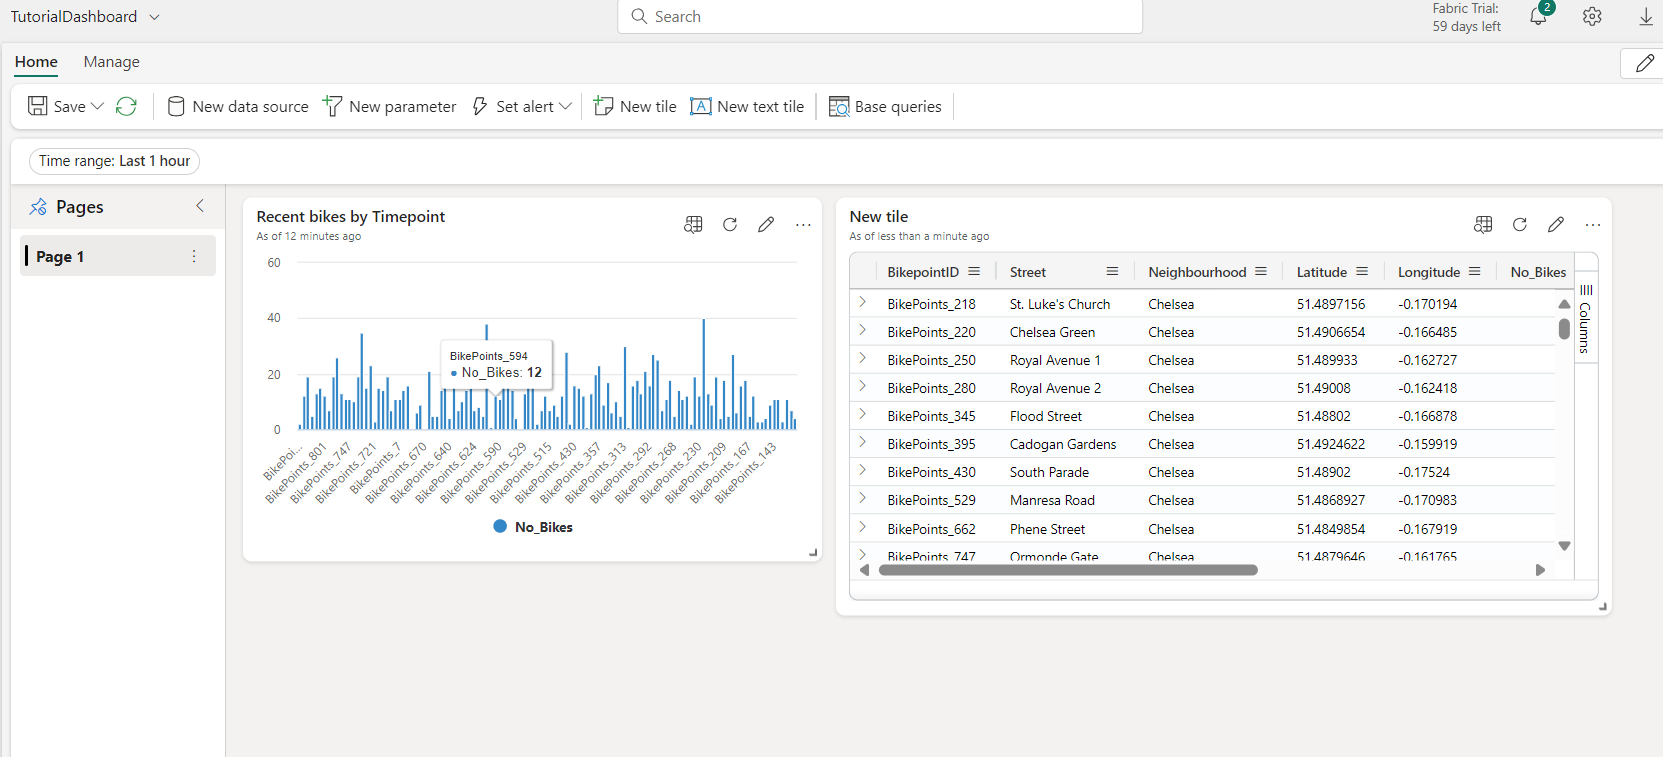 TutorialDashboard
Search
Fabric Trial:
59 days left
2
Home
Manage
Save
New data source
New parameter
Set alert
New tile
New text tile
Base queries
Time range: Last 1 hour
Pages
Page 1
Recent bikes by Timepoint
As of 12 minutes ago
60
40
20
0
BikePoints_594
No_Bikes: 12
BikePoi...
BikePoints_801
BikePoints_747
BikePoints_721
BikePoints_7
BikePoints_670
BikePoints_640
BikePoints_624
BikePoints_590
BikePoints_529
BikePoints_515
BikePoints_430
BikePoints_357
BikePoints_313
BikePoints_292
BikePoints_268
BikePoints_230
BikePoints_209
BikePoints_167
BikePoints_143
No_Bikes
New tile
As of less than a minute ago
BikepointID Street Neighbourhood Latitude Longitude No_Bikes
BikePoints_218 St. Luke's Church Chelsea 51.4897156 -0.170194
BikePoints_220 Chelsea Green Chelsea 51.4906654 -0.166485
BikePoints_250 Royal Avenue 1 Chelsea 51.489933 -0.162727
BikePoints_280 Royal Avenue 2 Chelsea 51.49008 -0.162418
BikePoints_345 Flood Street Chelsea 51.48802 -0.166878
BikePoints_395 Cadogan Gardens Chelsea 51.4924622 -0.159919
BikePoints_430 South Parade Chelsea 51.48902 -0.17524
BikePoints_529 Manresa Road Chelsea 51.4868927 -0.170983
BikePoints_662 Phene Street Chelsea 51.4849854 -0.167919
BikePoints_747 Ormonde Gate Chelsea 51.4879646 -0.161765
Columns